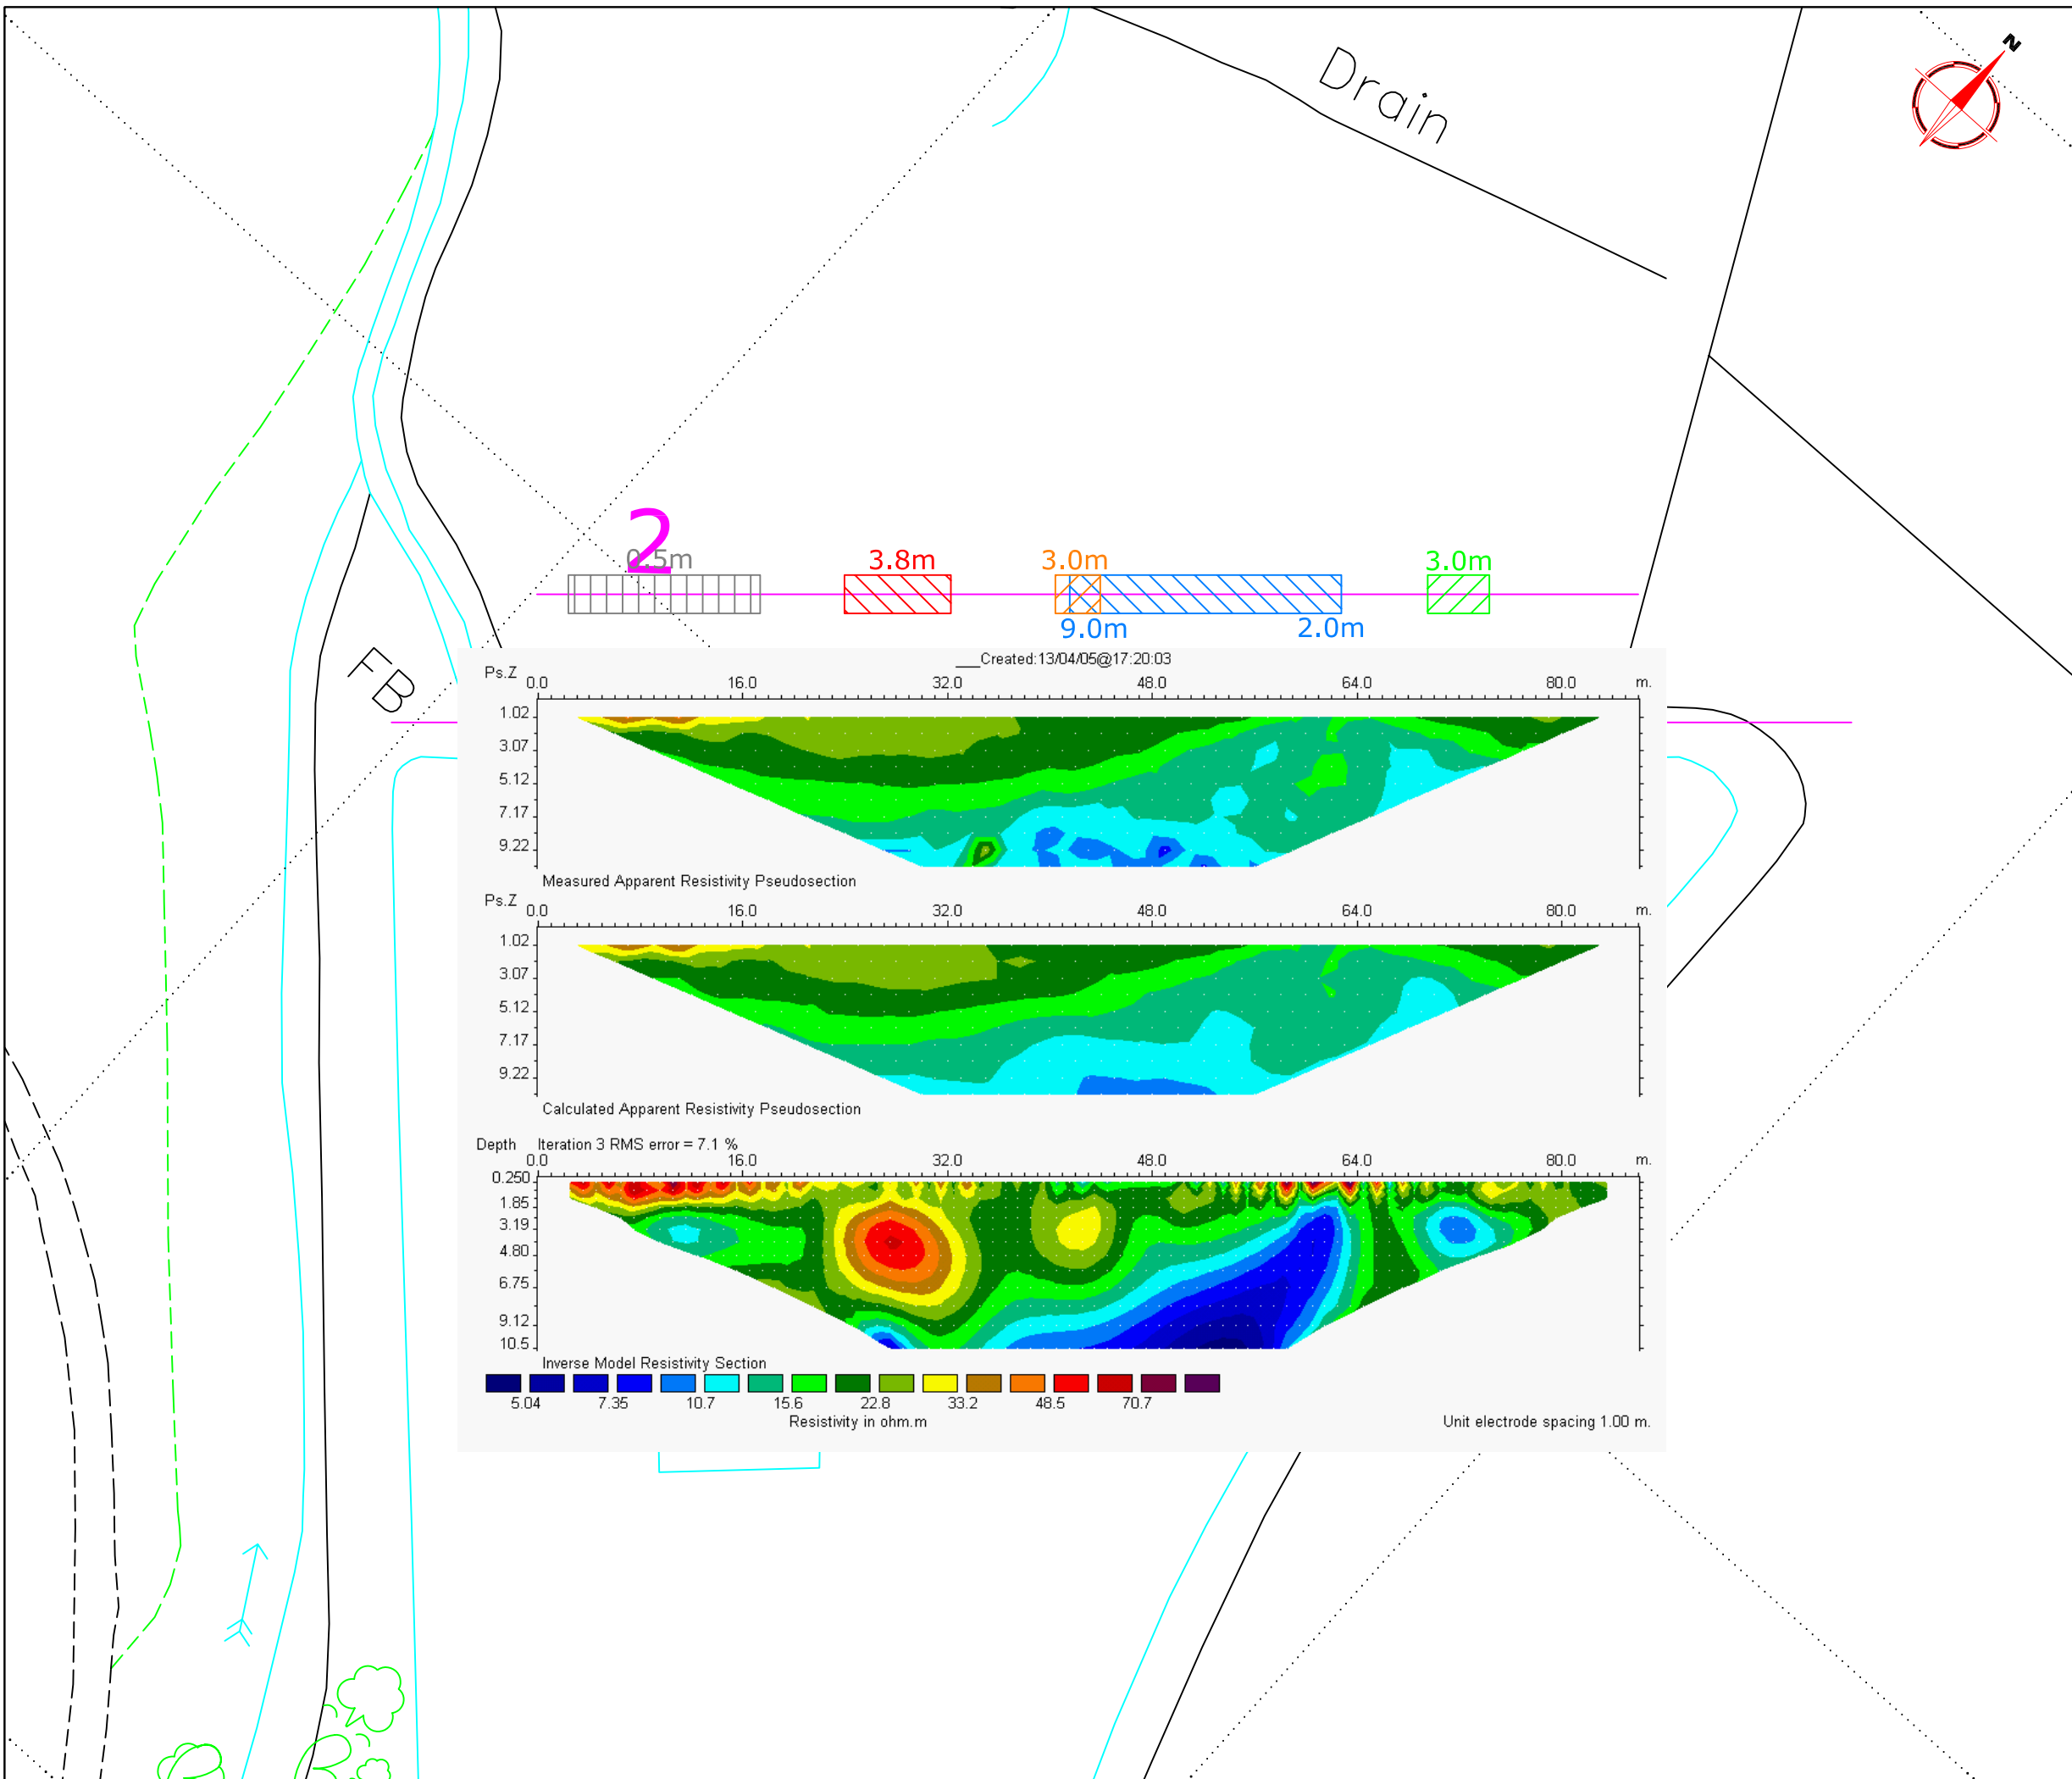 N
Drain
2
0.5m
3.8m
3.0m
3.0m
9.0m
2.0m
FB
___Created:13/04/05@17:20:03
Ps.Z
0.0 16.0 32.0 48.0 64.0 80.0 m.
1.02
3.07
5.12
7.17
9.22
Measured Apparent Resistivity Pseudosection
Ps.Z
0.0 16.0 32.0 48.0 64.0 80.0 m.
1.02
3.07
5.12
7.17
9.22
Calculated Apparent Resistivity Pseudosection
Depth Iteration 3 RMS error = 7.1 %
0.0 16.0 32.0 48.0 64.0 80.0 m.
0.250
1.85
3.19
4.80
6.75
9.12
10.5
Inverse Model Resistivity Section
5.04 7.35 10.7 15.6 22.8 33.2 48.5 70.7
Resistivity in ohm.m
Unit electrode spacing 1.00 m.